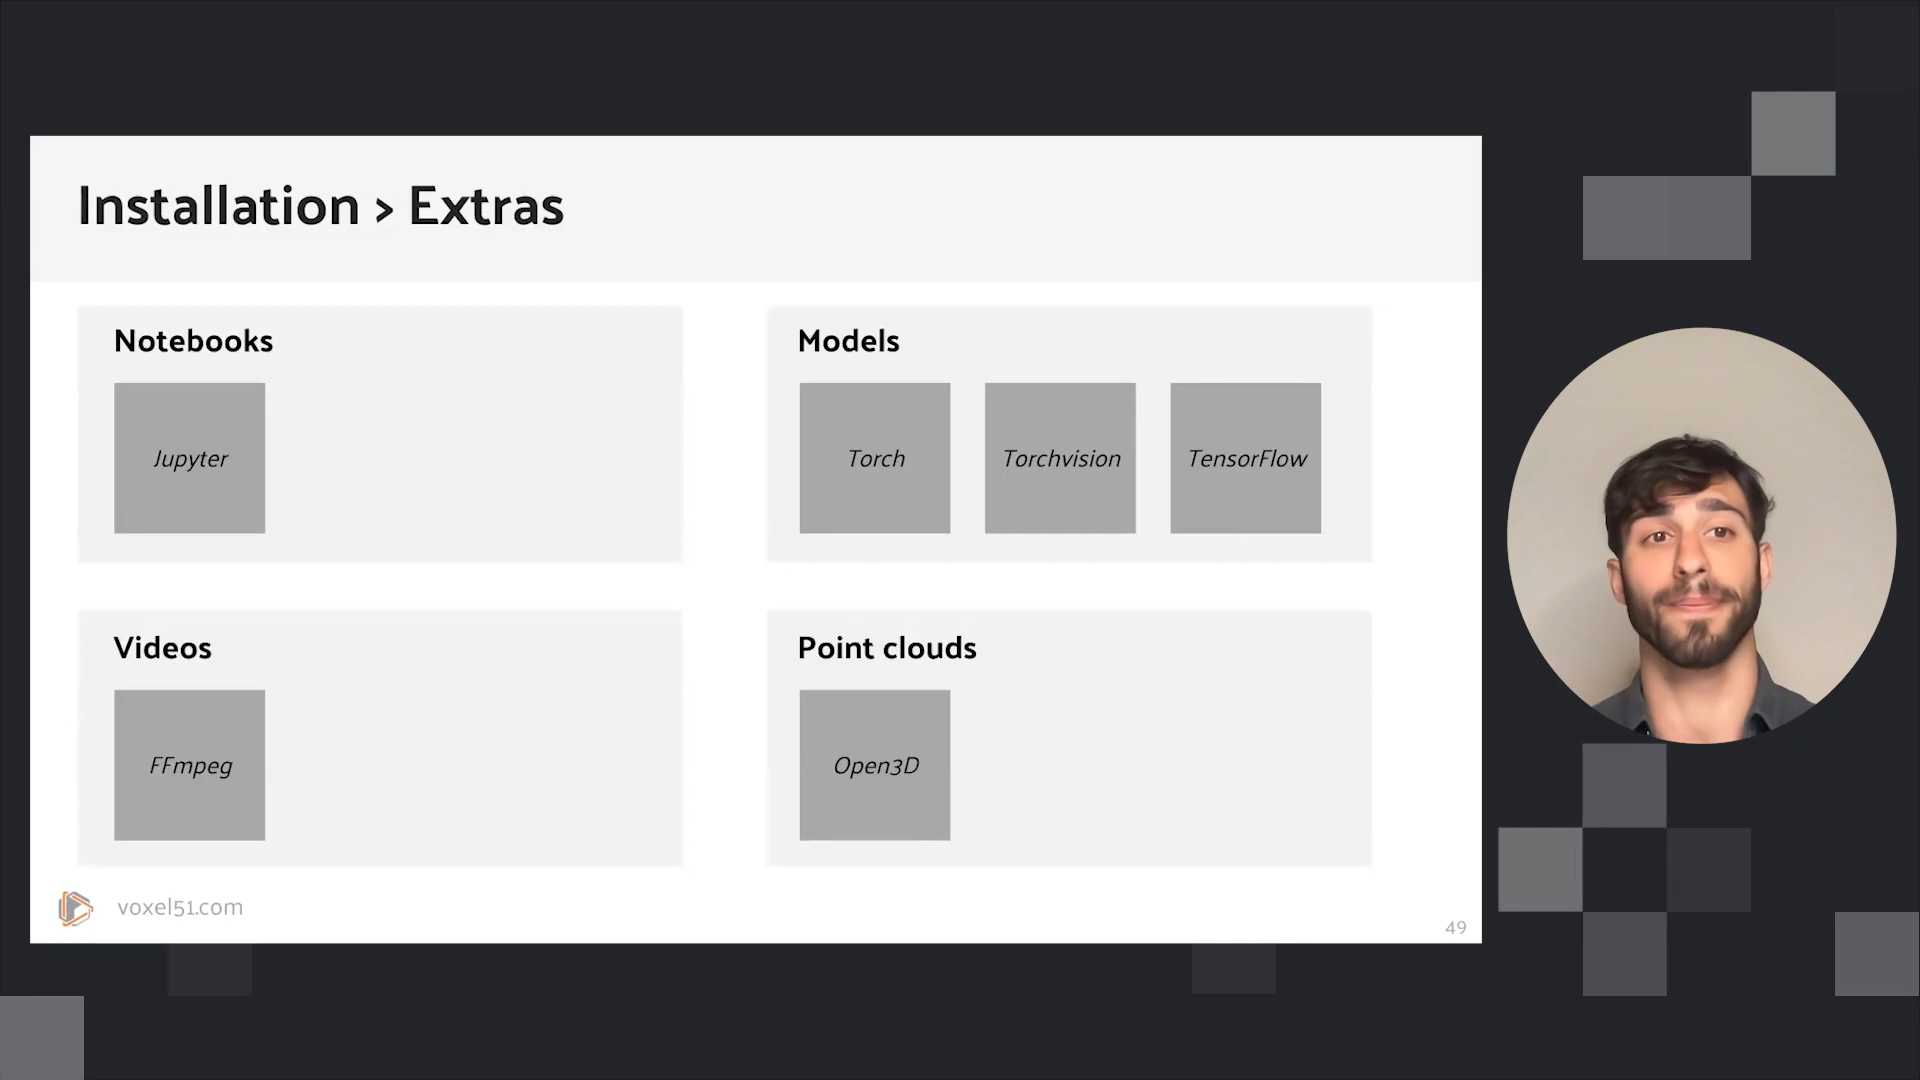 Installation > Extras
Notebooks
Jupyter
Models
Torch
Torchvision
TensorFlow
Videos
FFmpeg
Point clouds
Open3D
voxel51.com
49